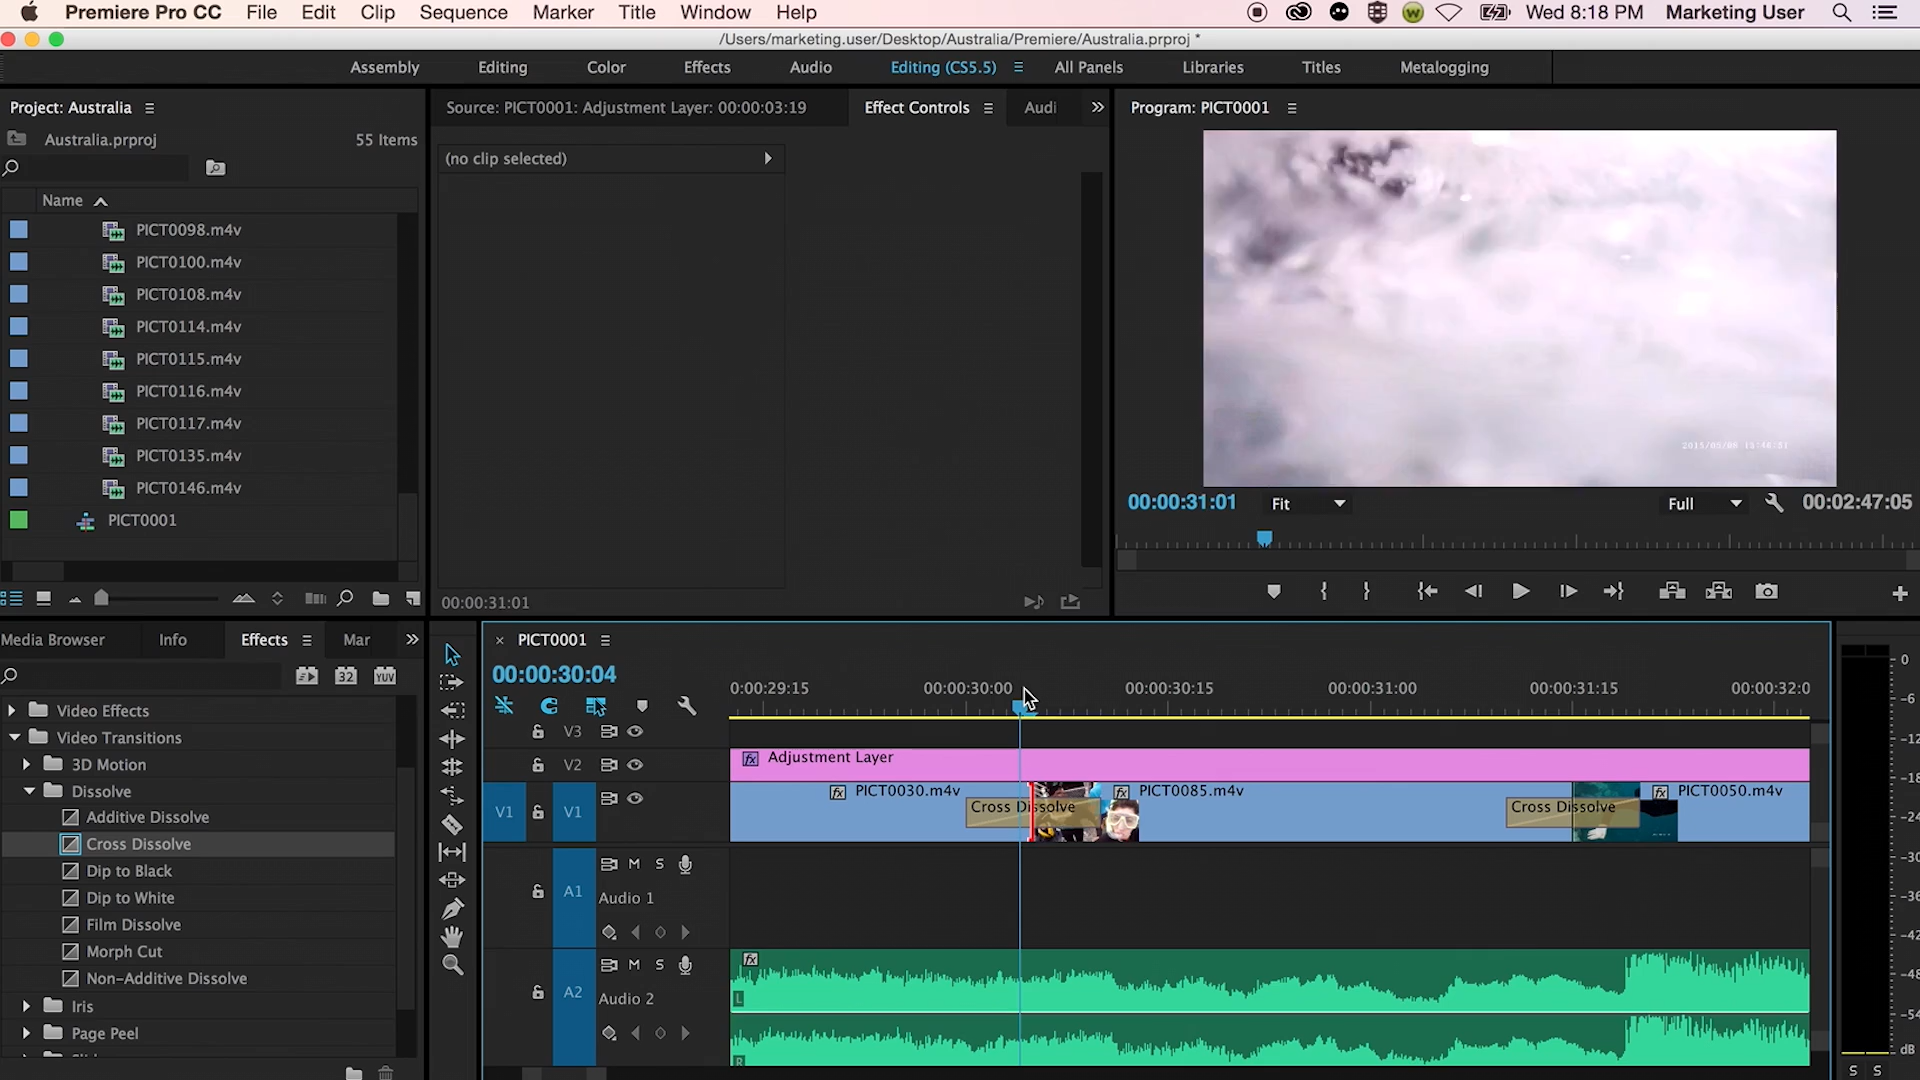 Premiere Pro CC File Edit Clip Sequence Marker Title Window Help Wed 8:18 PM Marketing User
/Users/marketing.user/Desktop/Australia/Premiere/Australia.prproj *
Assembly Editing Color Effects Audio Editing (CS5.5) All Panels Libraries Titles Metalogging
Project: Australia
Australia.prproj 55 Items
Name
PICT0098.m4v
PICT0100.m4v
PICT0108.m4v
PICT0114.m4v
PICT0115.m4v
PICT0116.m4v
PICT0117.m4v
PICT0135.m4v
PICT0146.m4v
PICT0001
Source: PICT0001: Adjustment Layer: 00:00:03:19 Effect Controls Audi
(no clip selected)
00:00:31:01
Program: PICT0001
00:00:31:01 Fit Full 00:02:47:05
Media Browser Info Effects Mar
32 YUV
Video Effects
Video Transitions
3D Motion
Dissolve
Additive Dissolve
Cross Dissolve
Dip to Black
Dip to White
Film Dissolve
Morph Cut
Non-Additive Dissolve
Iris
Page Peel
PICT0001
00:00:30:04
0:00:29:15 00:00:30:00 00:00:30:15 00:00:31:00 00:00:31:15 00:00:32:0
V3
V2 fx Adjustment Layer
V1 V1 fx PICT0030.m4v fx PICT0085.m4v fx PICT0050.m4v
Cross Dissolve Cross Dissolve
M S
A1 Audio 1
fx
M S
A2 Audio 2
L
R
0
-6
-12
-18
-24
-30
-36
-42
-48
-54
dB
S S